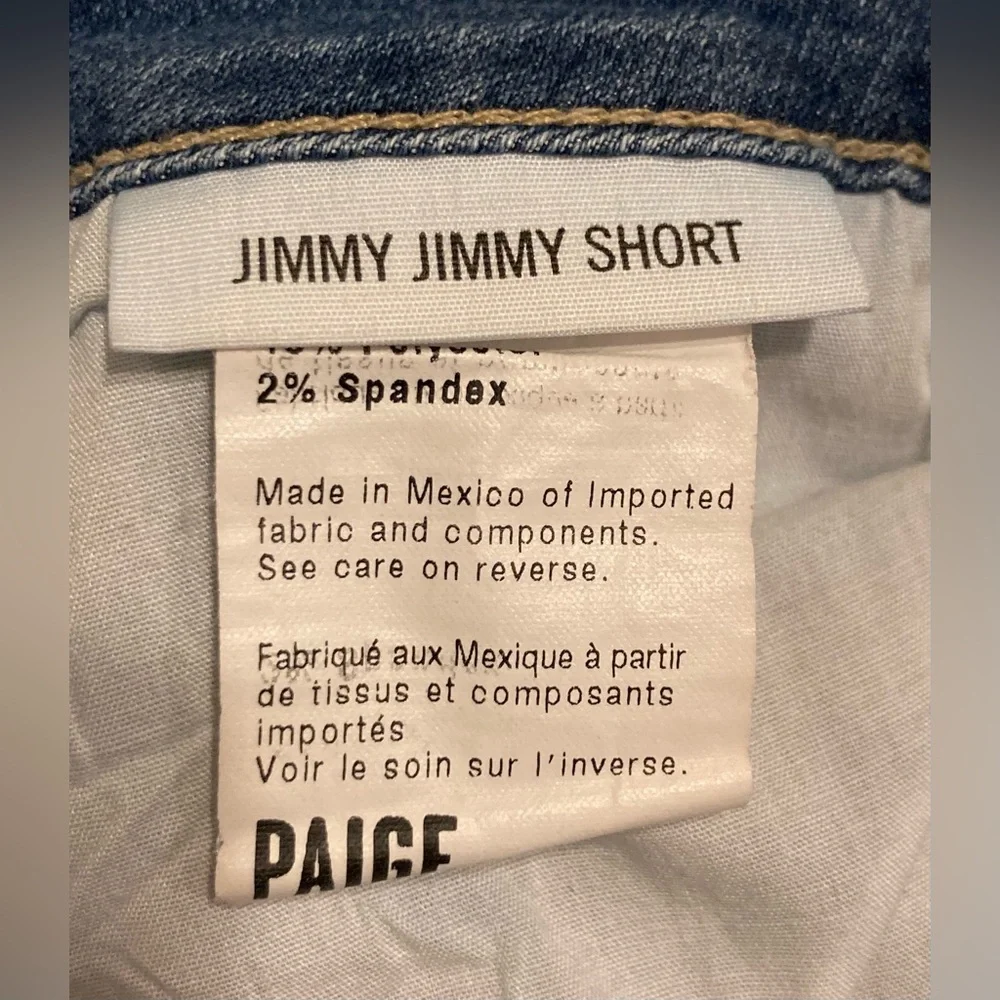 JIMMY JIMMY SHORT
2% Spandex
Made in Mexico of Imported
fabric and components.
See care on reverse.
Fabriqué aux Mexique à partir
de tissus et composants
importés
Voir le soin sur l'inverse.
PAIGE